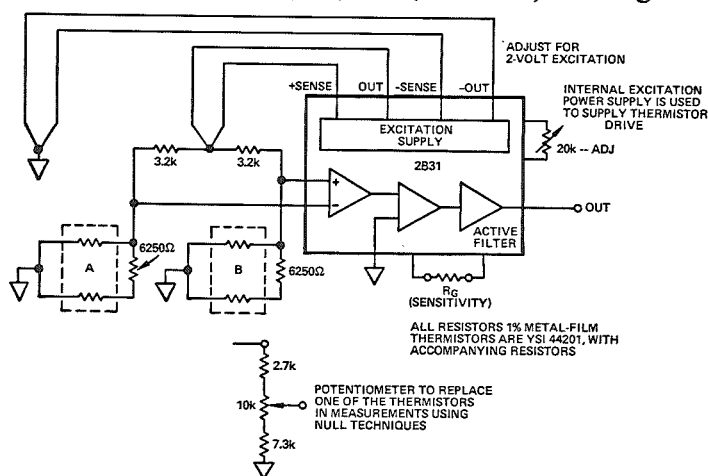 ADJUST FOR
2-VOLT EXCITATION
+SENSE OUT -SENSE -OUT
INTERNAL EXCITATION
POWER SUPPLY IS USED
TO SUPPLY THERMISTOR
DRIVE
EXCITATION
SUPPLY
2B31
20k -- ADJ
3.2k
3.2k
+
-
OUT
ACTIVE
FILTER
6250Ω
A
B
6250Ω
RG
(SENSITIVITY)
ALL RESISTORS 1% METAL-FILM
THERMISTORS ARE YSI 44201, WITH
ACCOMPANYING RESISTORS
2.7k
10k
POTENTIOMETER TO REPLACE
ONE OF THE THERMISTORS
IN MEASUREMENTS USING
NULL TECHNIQUES
7.3k